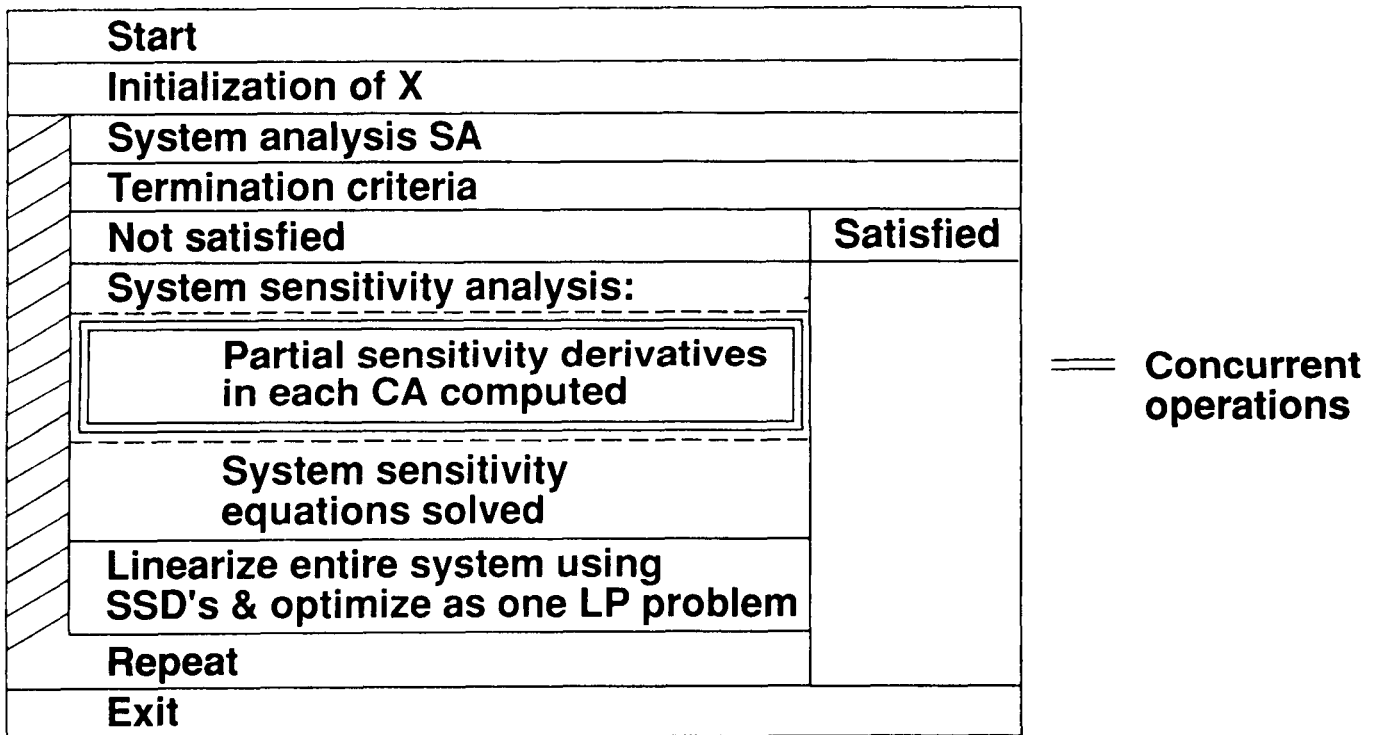 Start
Initialization of X
System analysis SA
Termination criteria
Not satisfied
Satisfied
System sensitivity analysis:
Partial sensitivity derivatives
in each CA computed
Concurrent
operations
System sensitivity
equations solved
Linearize entire system using
SSD's & optimize as one LP problem
Repeat
Exit